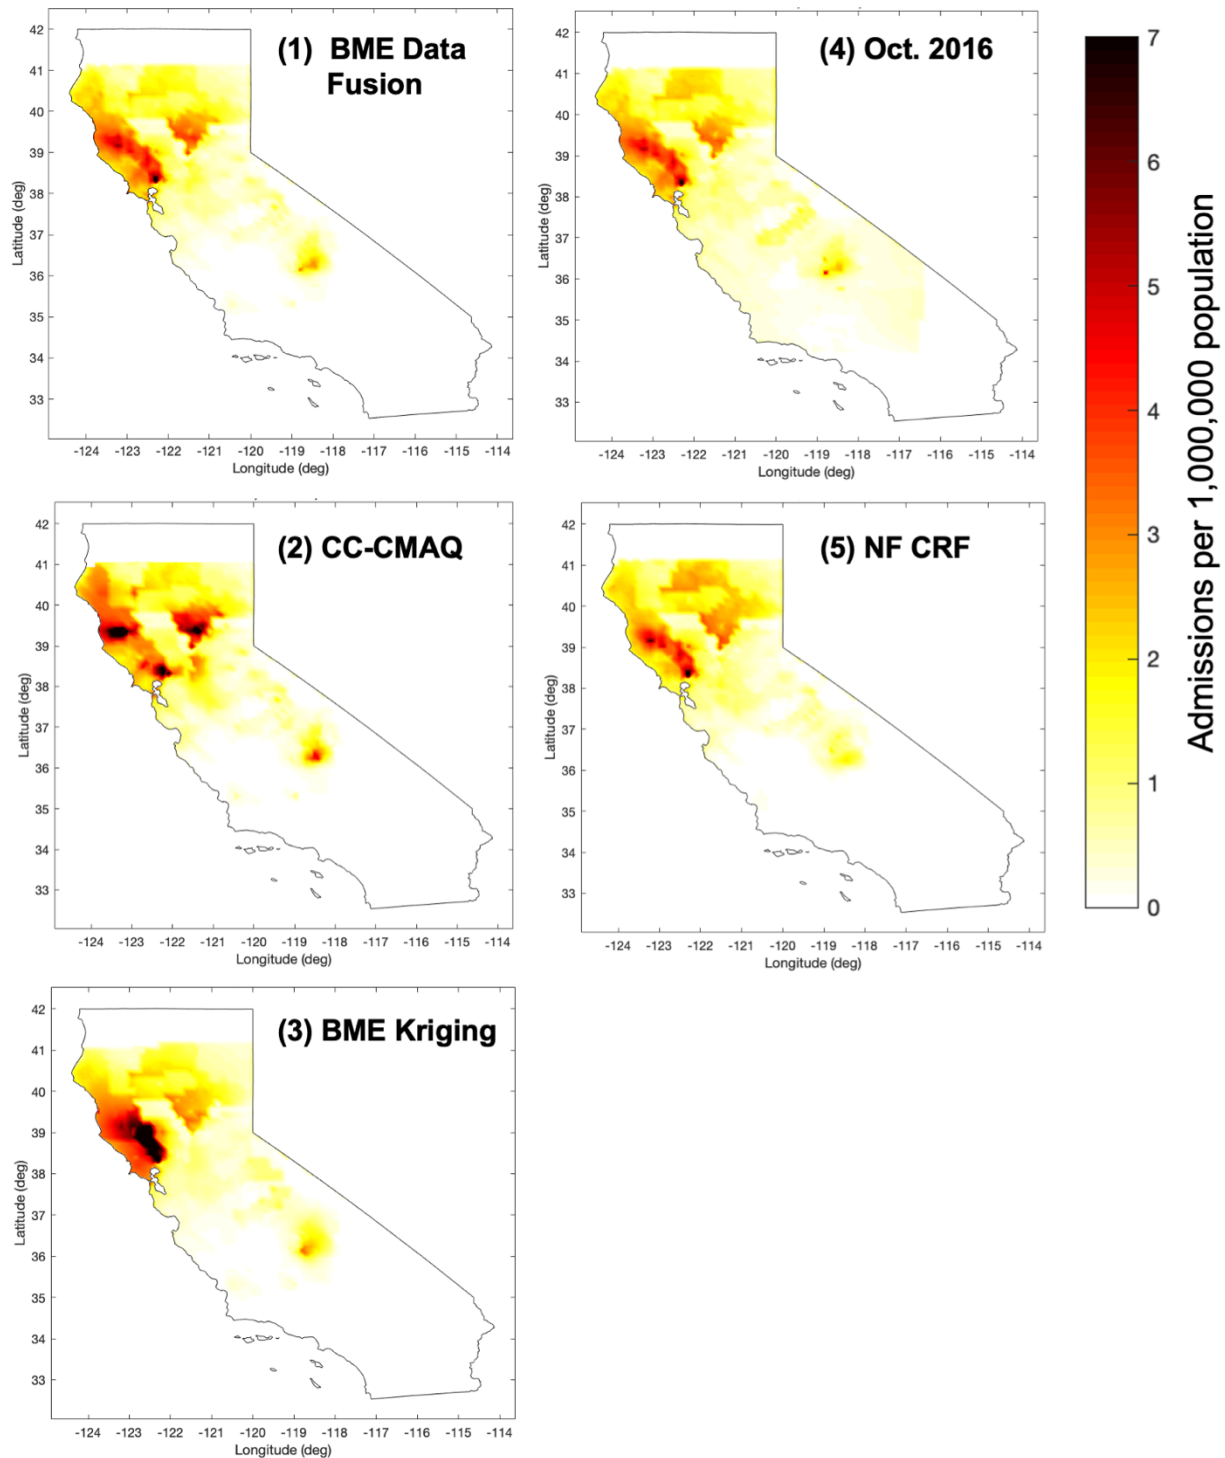 (1) BME Data
Fusion
42
41
40
39
38
37
36
35
34
33
Latitude (deg)
-124 -123 -122 -121 -120 -119 -118 -117 -116 -115 -114
Longitude (deg)
(4) Oct. 2016
42
41
40
39
38
37
36
35
34
33
Latitude (deg)
-124 -123 -122 -121 -120 -119 -118 -117 -116 -115 -114
Longitude (deg)
7
6
5
4
3
2
1
0
Admissions per 1,000,000 population
(2) CC-CMAQ
42
41
40
39
38
37
36
35
34
33
Latitude (deg)
-124 -123 -122 -121 -120 -119 -118 -117 -116 -115 -114
Longitude (deg)
(5) NF CRF
42
41
40
39
38
37
36
35
34
33
Latitude (deg)
-124 -123 -122 -121 -120 -119 -118 -117 -116 -115 -114
Longitude (deg)
(3) BME Kriging
42
41
40
39
38
37
36
35
34
33
Latitude (deg)
-124 -123 -122 -121 -120 -119 -118 -117 -116 -115 -114
Longitude (deg)